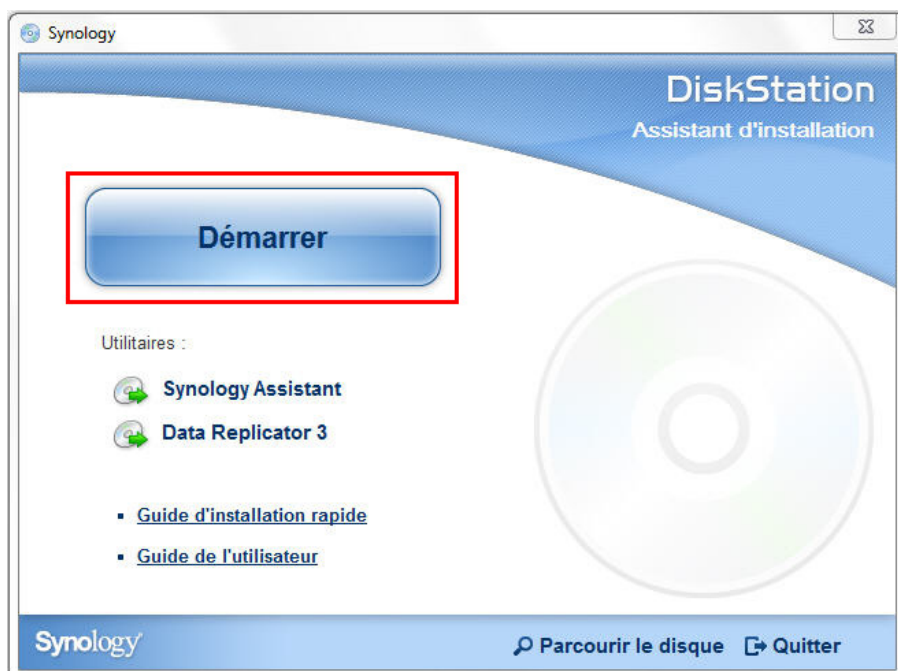 Synology
DiskStation
Assistant d'installation
Démarrer
Utilitaires :
Synology Assistant
Data Replicator 3
Guide d'installation rapide
Guide de l'utilisateur
Synology
Parcourir le disque
Quitter